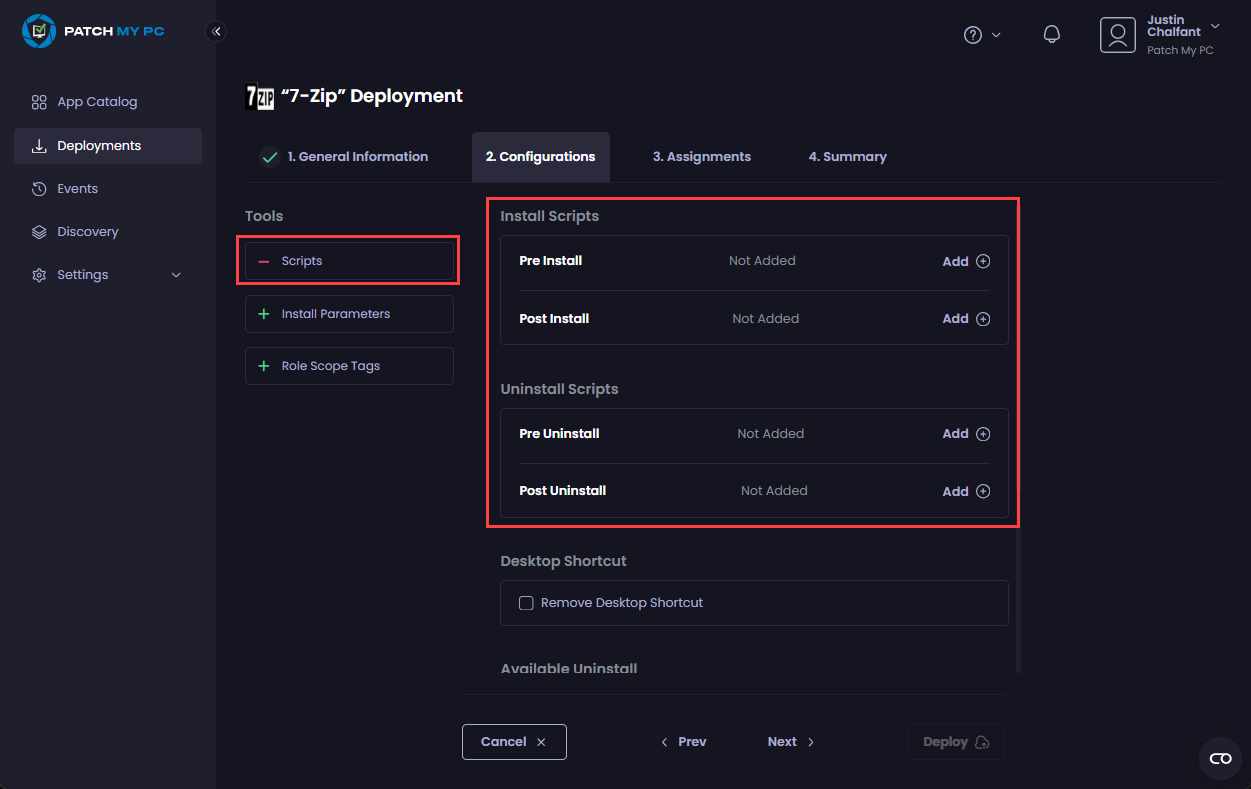 PATCH MY PC
Justin
Chalfant
Patch My PC
App Catalog
Deployments
Events
Discovery
Settings
7ZIP “7-Zip” Deployment
1. General Information
2. Configurations
3. Assignments
4. Summary
Tools
Scripts
Install Parameters
Role Scope Tags
Install Scripts
Pre Install Not Added Add
Post Install Not Added Add
Uninstall Scripts
Pre Uninstall Not Added Add
Post Uninstall Not Added Add
Desktop Shortcut
Remove Desktop Shortcut
Available Uninstall
Cancel
Prev
Next
Deploy